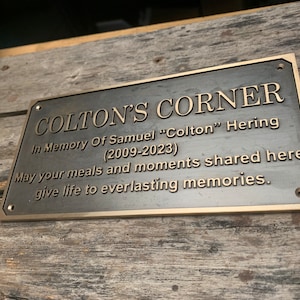 COLTON'S CORNER
In Memory Of Samuel "Colton" Hering
(2009-2023)
May your meals and moments shared here
give life to everlasting memories.